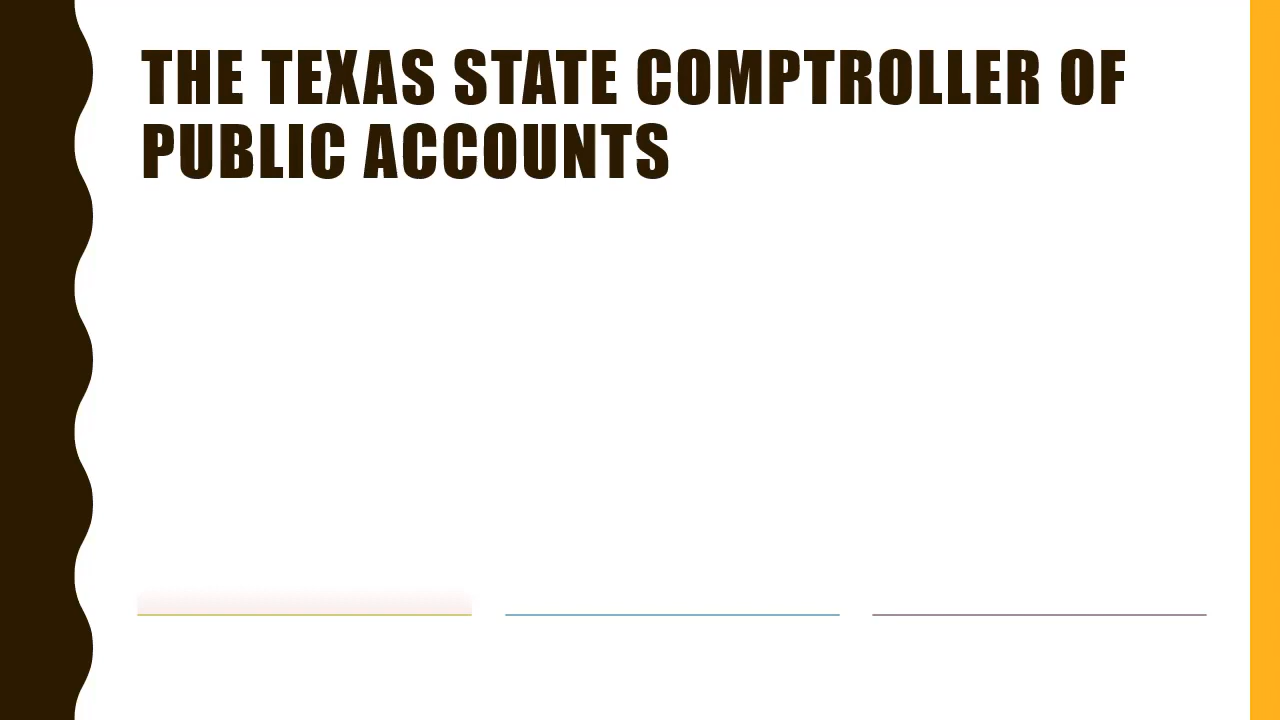 THE TEXAS STATE COMPTROLLER OF
PUBLIC ACCOUNTS